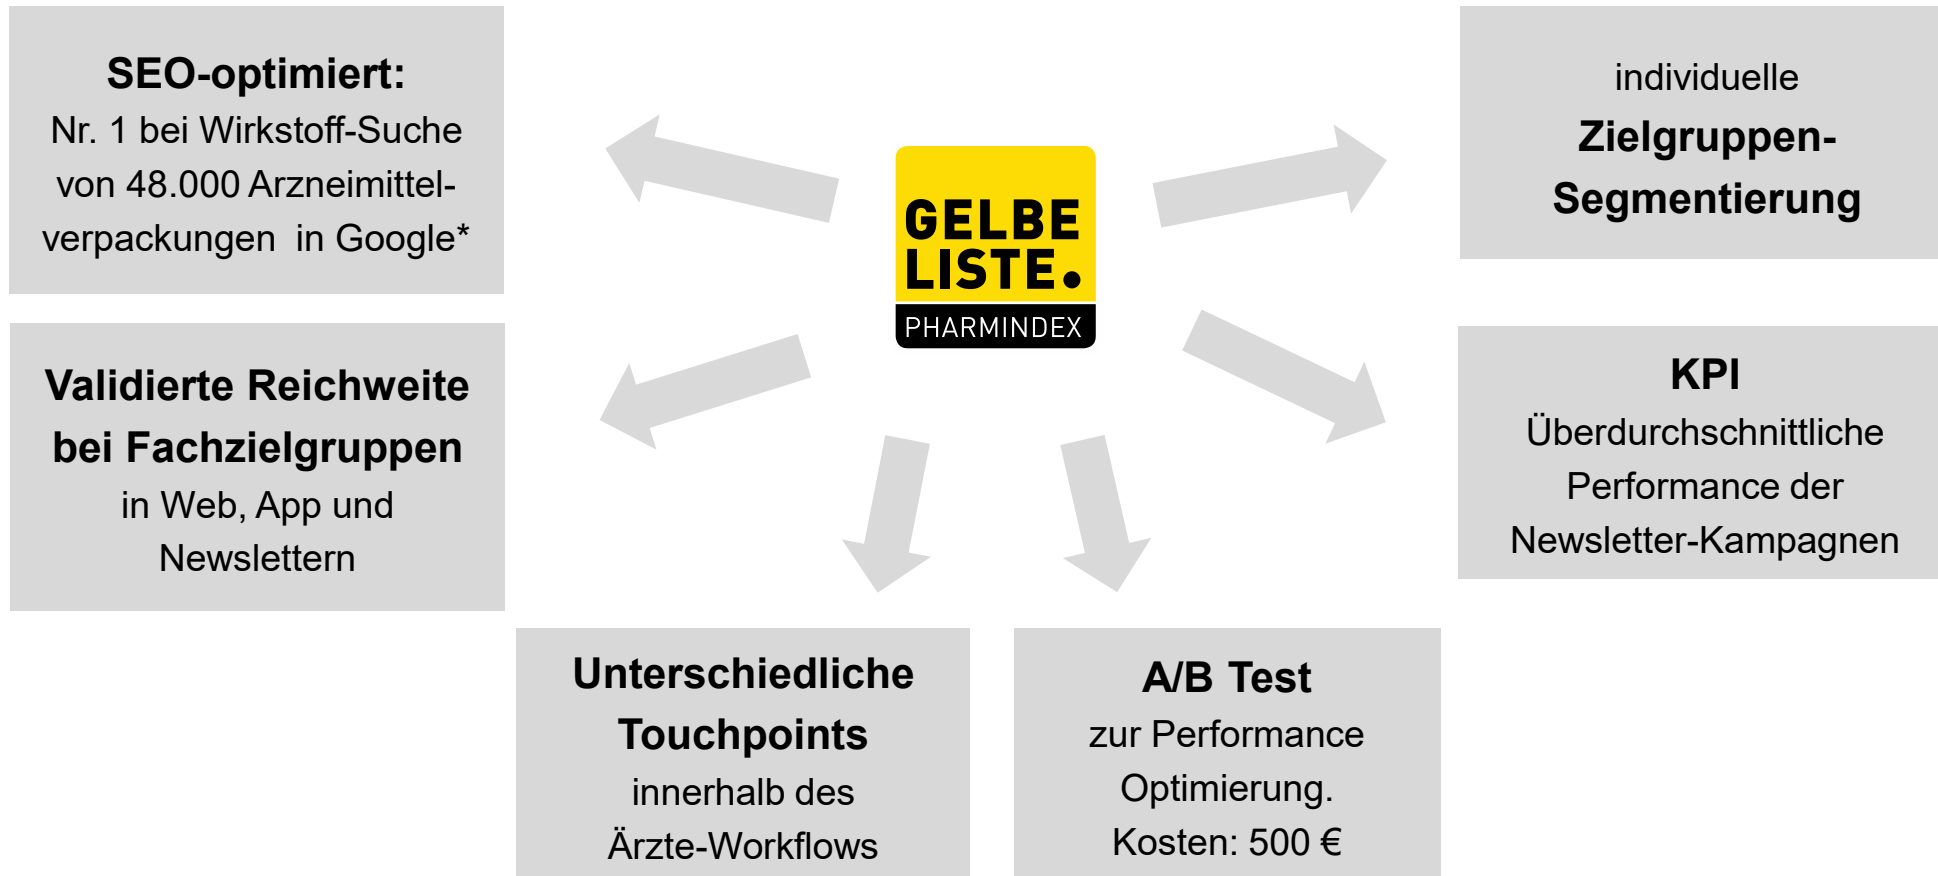 SEO-optimiert:
Nr. 1 bei Wirkstoff-Suche
von 48.000 Arzneimittel-
verpackungen in Google*
Validierte Reichweite
bei Fachzielgruppen
in Web, App und
Newslettern
GELBE
LISTE.
PHARMINDEX
individuelle
Zielgruppen-
Segmentierung
KPI
Überdurchschnittliche
Performance der
Newsletter-Kampagnen
Unterschiedliche
Touchpoints
innerhalb des
Ärzte-Workflows
A/B Test
zur Performance
Optimierung.
Kosten: 500 €